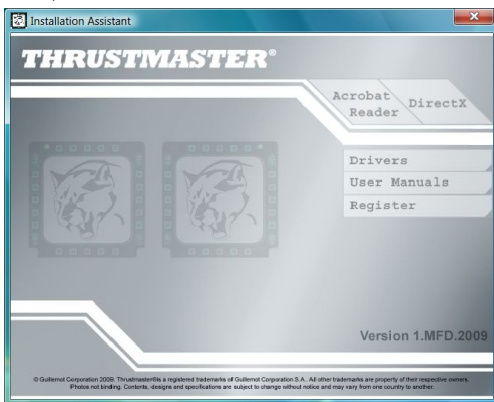 Installation Assistant
THRUSTMASTER®
Acrobat
Reader
DirectX
Drivers
User Manuals
Register
Version 1.MFD.2009
© Guillemot Corporation 2009. Thrustmaster®is a registered trademarks of Guillemot Corporation S.A.. All other trademarks are property of their respective owners.
Photos not binding. Contents, designs and specifications are subject to change without notice and may vary from one country to another.